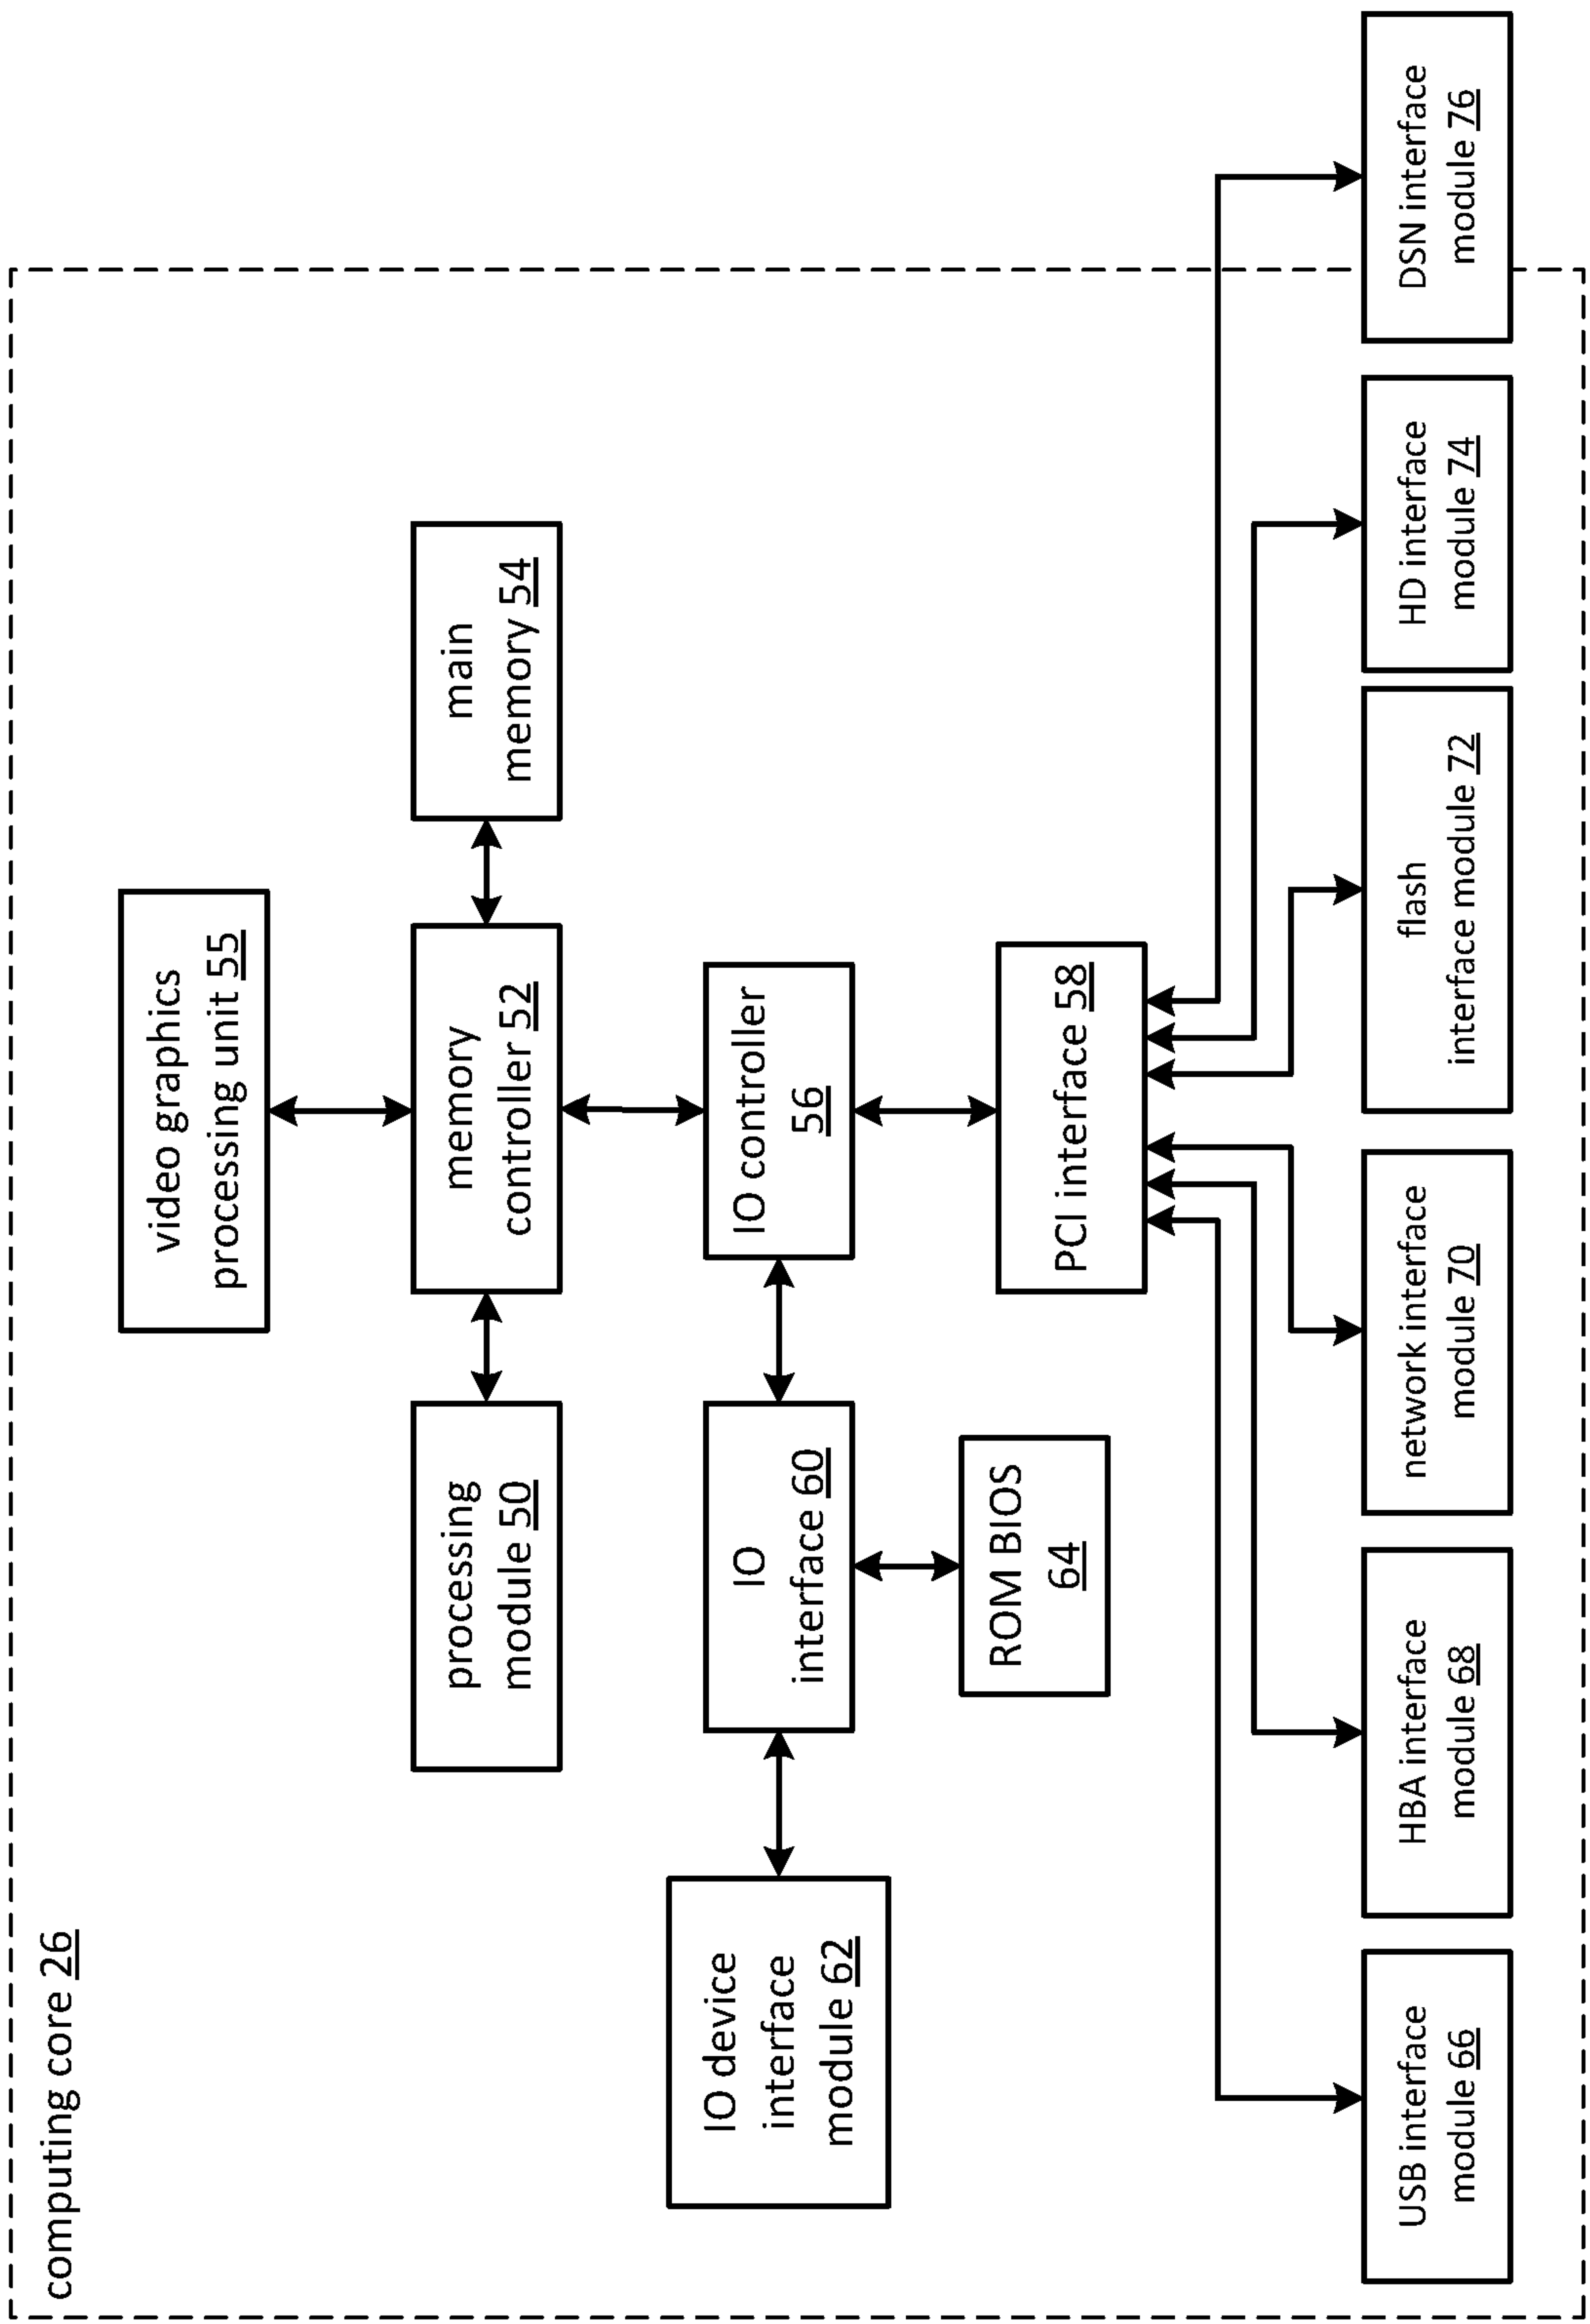 computing core 26
video graphics
processing unit 55
processing
module 50
memory
controller 52
main
memory 54
IO device
interface
module 62
IO
interface 60
IO controller
56
ROM BIOS
64
PCI interface 58
USB interface
module 66
HBA interface
module 68
network interface
module 70
flash
interface module 72
HD interface
module 74
DSN interface
module 76